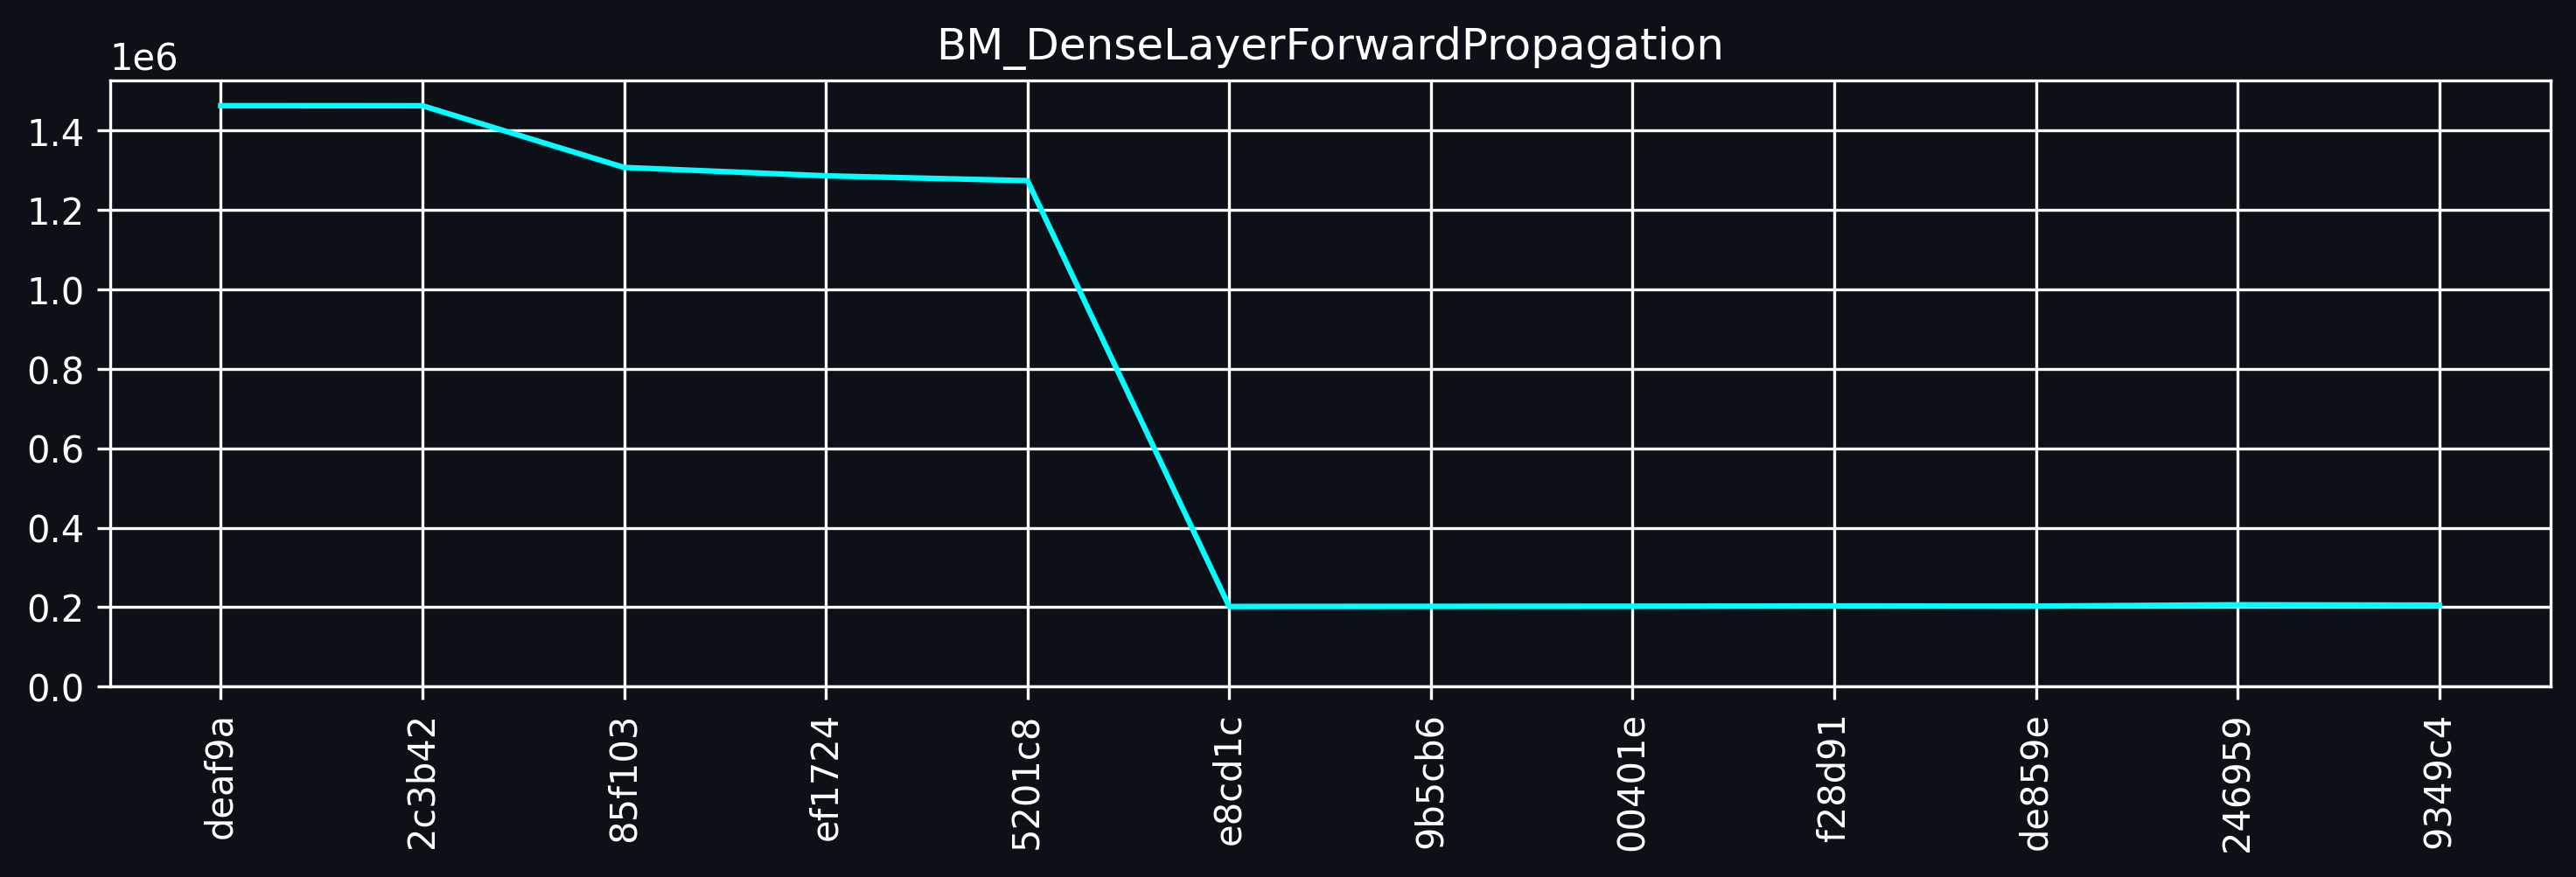 BM_DenseLayerForwardPropagation
1e6
1.4
1.2
1.0
0.8
0.6
0.4
0.2
0.0
deaf9a
2c3b42
85f103
ef1724
5201c8
e8cd1c
9b5cb6
00401e
f28d91
de859e
246959
9349c4